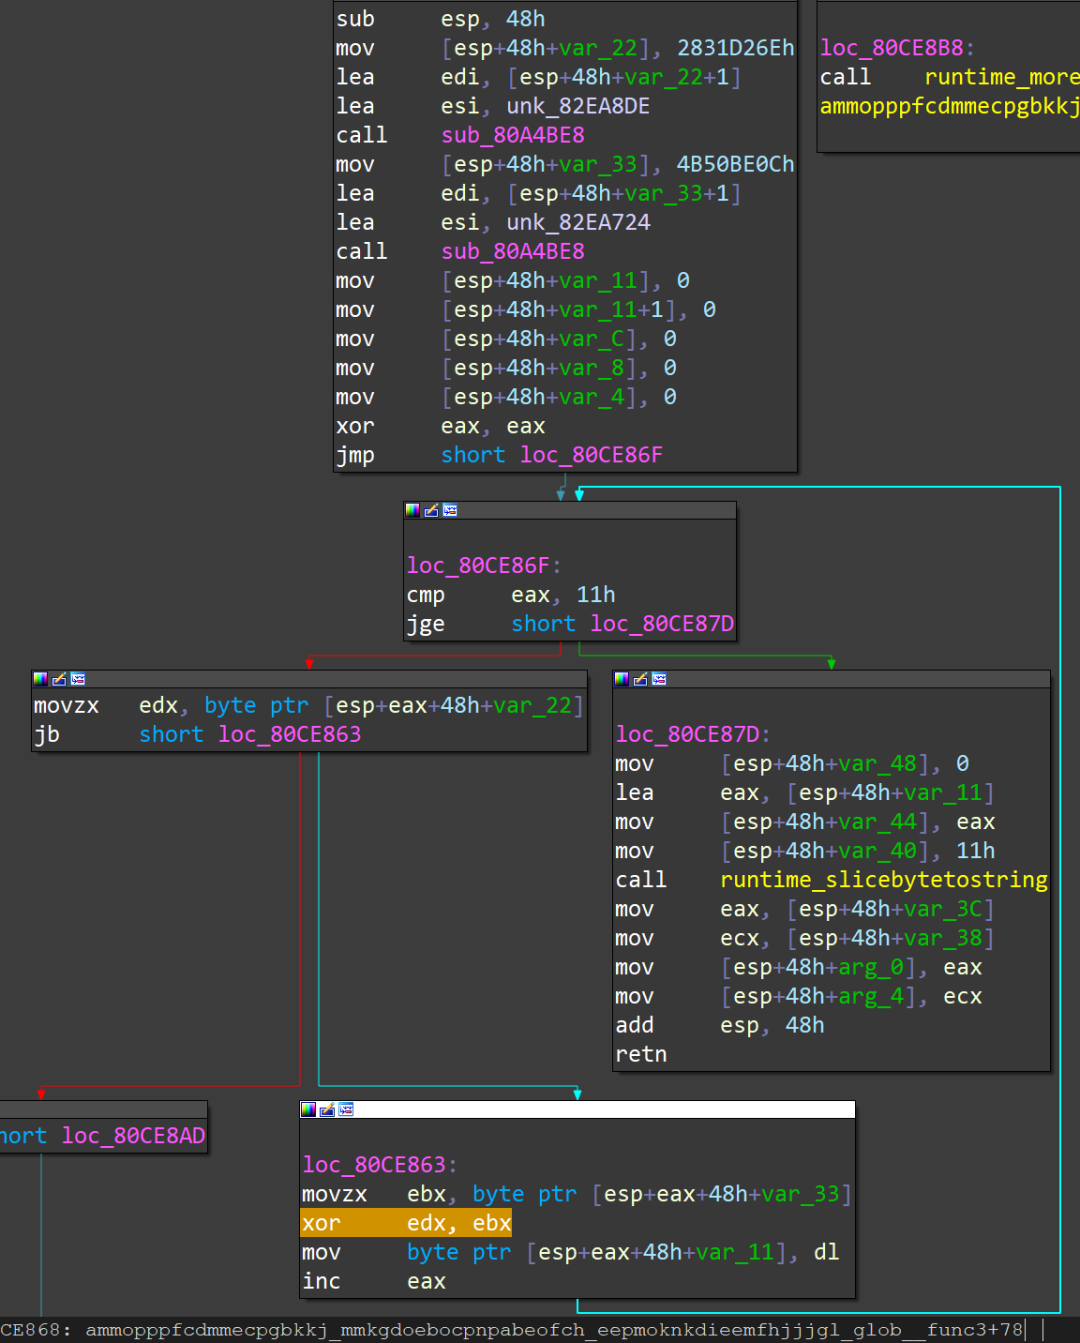 sub esp, 48h
mov [esp+48h+var_22], 2831D26Eh
lea edi, [esp+48h+var_22+1]
lea esi, unk_82EA8DE
call sub_80A4BE8
mov [esp+48h+var_33], 4B50BE0Ch
lea edi, [esp+48h+var_33+1]
lea esi, unk_82EA724
call sub_80A4BE8
mov [esp+48h+var_11], 0
mov [esp+48h+var_11+1], 0
mov [esp+48h+var_C], 0
mov [esp+48h+var_8], 0
mov [esp+48h+var_4], 0
xor eax, eax
jmp short loc_80CE86F
loc_80CE8B8:
call runtime_more
ammopppfcdmmecpgbkkj
loc_80CE86F:
cmp eax, 11h
jge short loc_80CE87D
movzx edx, byte ptr [esp+eax+48h+var_22]
jb short loc_80CE863
loc_80CE87D:
mov [esp+48h+var_48], 0
lea eax, [esp+48h+var_11]
mov [esp+48h+var_44], eax
mov [esp+48h+var_40], 11h
call runtime_slicebytetostring
mov eax, [esp+48h+var_3C]
mov ecx, [esp+48h+var_38]
mov [esp+48h+arg_0], eax
mov [esp+48h+arg_4], ecx
add esp, 48h
retn
hort loc_80CE8AD
loc_80CE863:
movzx ebx, byte ptr [esp+eax+48h+var_33]
xor edx, ebx
mov byte ptr [esp+eax+48h+var_11], dl
inc eax
CE868: ammopppfcdmmecpgbkkj_mmkgdoebocpnpabeofch_eepmoknkdieemfhjjjgl_glob__func3+78